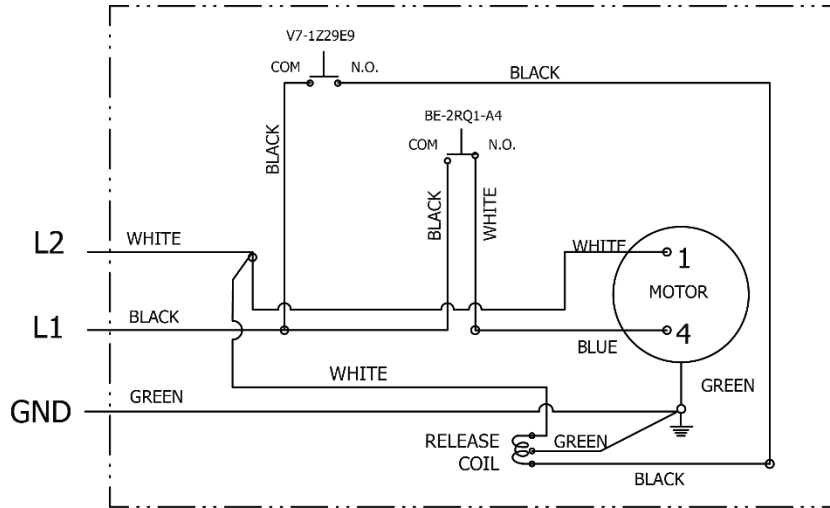 V7-1Z29E9
COM
N.O.
BLACK
BE-2RQ1-A4
COM
N.O.
BLACK
BLACK
WHITE
L2
WHITE
WHITE
1
MOTOR
L1
BLACK
4
BLUE
WHITE
GREEN
GND
GREEN
RELEASE
COIL
GREEN
BLACK